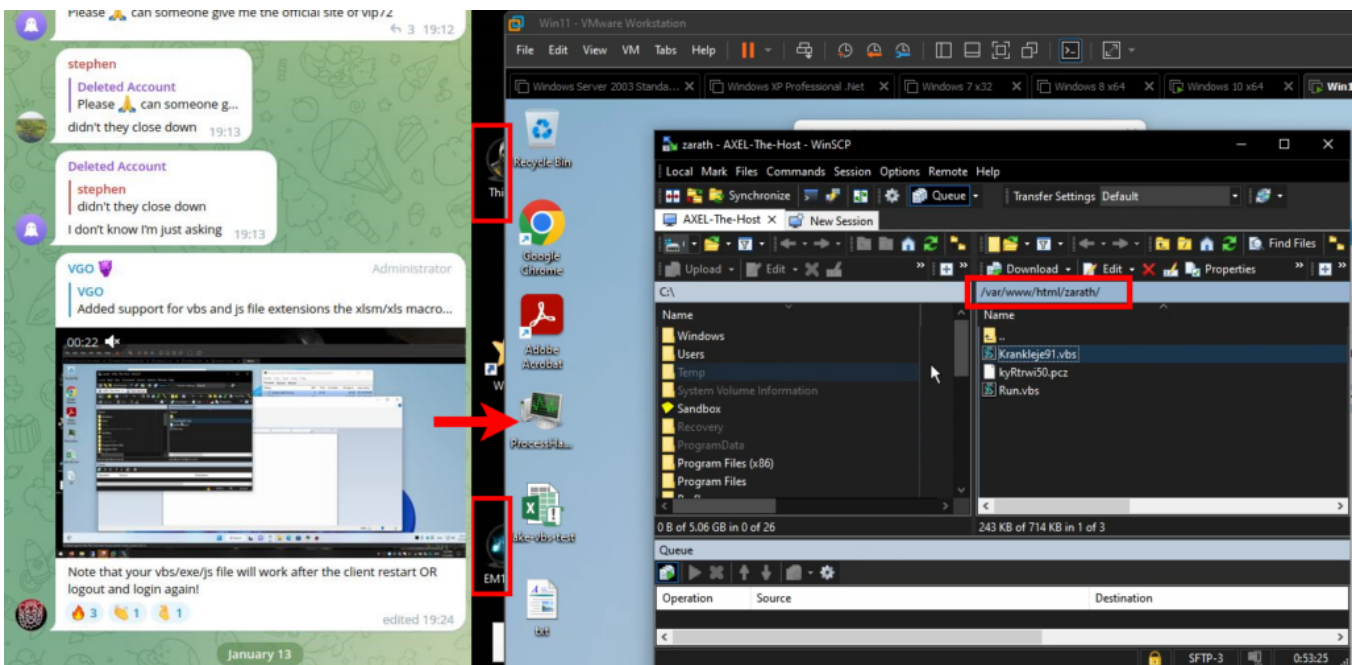 Please 🙏 can someone give me the official site of vip72
3 19:12
stephen
Deleted Account
Please 🙏 can someone g...
didn't they close down 19:13
Deleted Account
stephen
didn't they close down
I don't know I'm just asking 19:13
VGO Administrator
VGO
Added support for vbs and js file extensions the xlsm/xls macro...
00:22
Note that your vbs/exe/js file will work after the client restart OR
logout and login again!
3 1 1 edited 19:24
January 13
Thi
EM1
Win11 - VMware Workstation
File Edit View VM Tabs Help
Windows Server 2003 Standa... Windows XP Professional .Net Windows 7 x32 Windows 8 x64 Windows 10 x64
Recycle Bin
Google
Chrome
Adobe
Acrobat
txt
zarath - AXEL-The-Host - WinSCP
Local Mark Files Commands Session Options Remote Help
Synchronize Queue Transfer Settings Default
AXEL-The-Host New Session
Find Files
Upload Edit
Download Edit Properties
C:\
/var/www/html/zarath/
Name
Windows
Users
Temp
System Volume Information
Sandbox
Recovery
ProgramData
Program Files (x86)
Program Files
Name
..
Krankleje91.vbs
kyRtrwi50.pcz
Run.vbs
0 B of 5.06 GB in 0 of 26
243 KB of 714 KB in 1 of 3
Queue
Operation Source Destination
SFTP-3 0:53:25